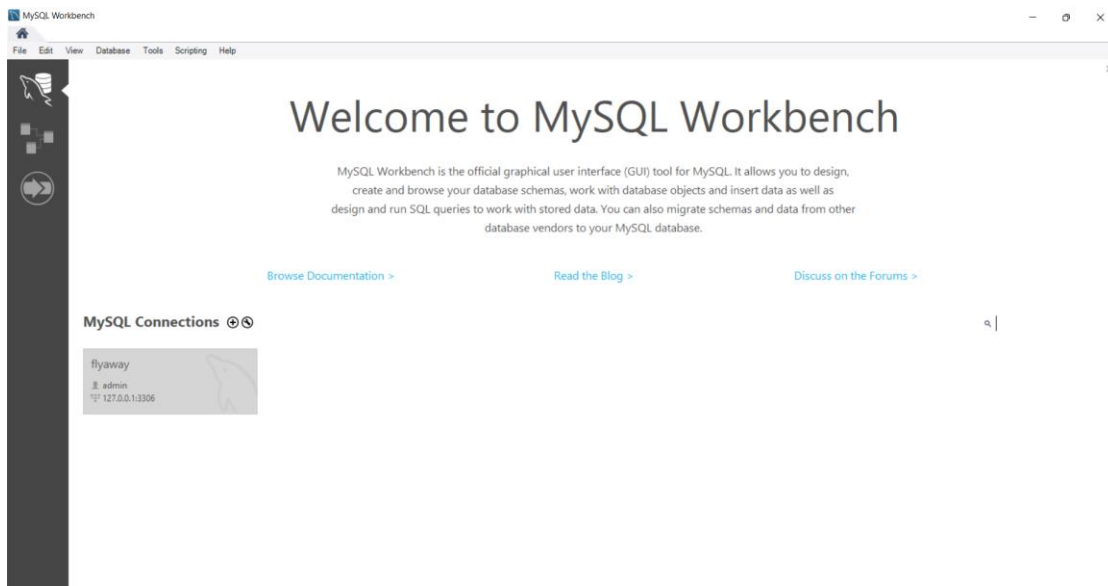 MySQL Workbench
File Edit View Database Tools Scripting Help
Welcome to MySQL Workbench
MySQL Workbench is the official graphical user interface (GUI) tool for MySQL. It allows you to design,
create and browse your database schemas, work with database objects and insert data as well as
design and run SQL queries to work with stored data. You can also migrate schemas and data from other
database vendors to your MySQL database.
Browse Documentation > Read the Blog > Discuss on the Forums >
MySQL Connections
flyaway
admin
127.0.0.1:3306